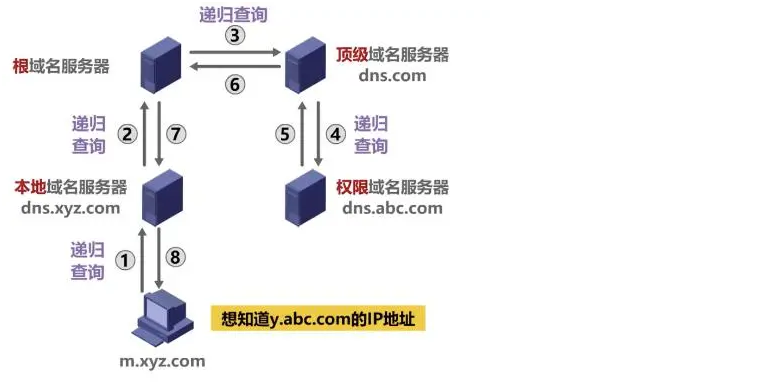 递归查询
③
根域名服务器
顶级域名服务器
dns.com
⑥
递归
查询
②
⑦
⑤
④
递归
查询
本地域名服务器
dns.xyz.com
权限域名服务器
dns.abc.com
递归
查询
①
⑧
想知道y.abc.com的IP地址
m.xyz.com